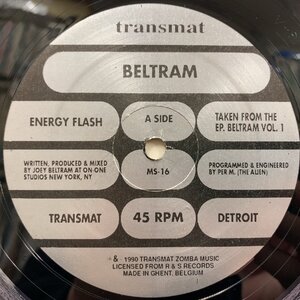 transmat
BELTRAM
ENERGY FLASH
A SIDE
TAKEN FROM THE
EP. BELTRAM VOL. 1
WRITTEN, PRODUCED & MIXED
BY JOEY BELTRAM AT ON-ONE
STUDIOS NEW YORK, NY
MS-16
PROGRAMMED & ENGINEERED
BY PER M. (THE ALIEN)
TRANSMAT
45 RPM
DETROIT
& 1990 TRANSMAT ZOMBA MUSIC
LICENSED FROM R & S RECORDS
MADE IN GHENT, BELGIUM